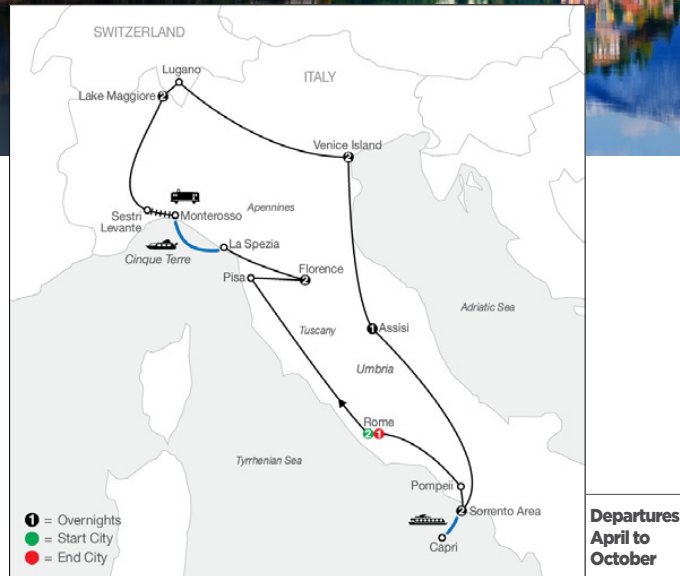 SWITZERLAND
Lugano
ITALY
Lake Maggiore 2
Venice Island
2
Apennines
Sestri
Levante
Monterosso
La Spezia
Cinque Terre
Florence
2
Pisa
Adriatic Sea
Tuscany
1 Assisi
Umbria
Rome
2 1
Tyrrhenian Sea
Pompeii
2 Sorrento Area
Capri
1 = Overnights
= Start City
= End City
Departures
April to
October